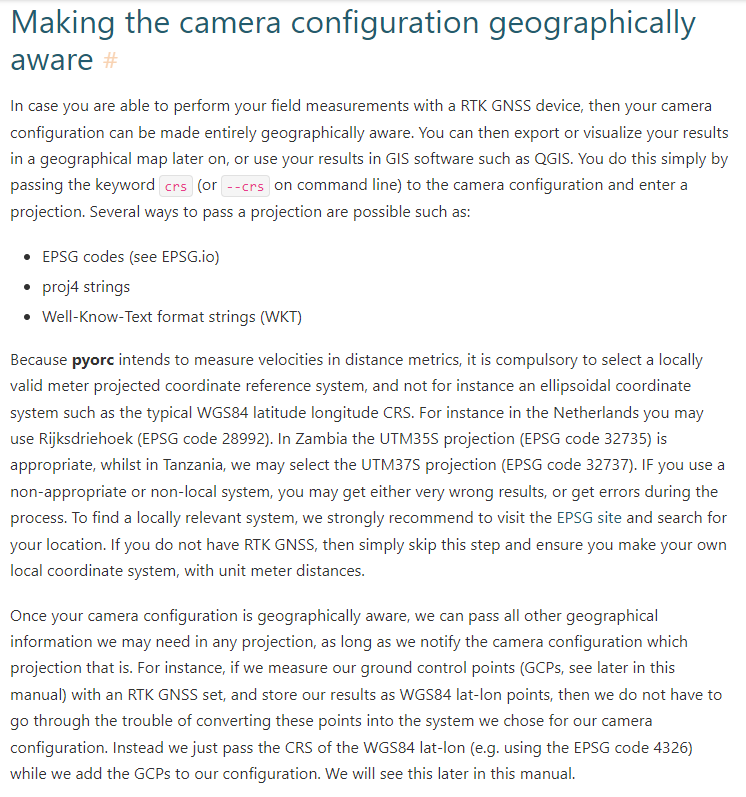 Making the camera configuration geographically
aware #
In case you are able to perform your field measurements with a RTK GNSS device, then your camera
configuration can be made entirely geographically aware. You can then export or visualize your results
in a geographical map later on, or use your results in GIS software such as QGIS. You do this simply by
passing the keyword crs (or --crs on command line) to the camera configuration and enter a
projection. Several ways to pass a projection are possible such as:
• EPSG codes (see EPSG.io)
• proj4 strings
• Well-Know-Text format strings (WKT)
Because pyorc intends to measure velocities in distance metrics, it is compulsory to select a locally
valid meter projected coordinate reference system, and not for instance an ellipsoidal coordinate
system such as the typical WGS84 latitude longitude CRS. For instance in the Netherlands you may
use Rijksdriehoek (EPSG code 28992). In Zambia the UTM35S projection (EPSG code 32735) is
appropriate, whilst in Tanzania, we may select the UTM37S projection (EPSG code 32737). IF you use a
non-appropriate or non-local system, you may get either very wrong results, or get errors during the
process. To find a locally relevant system, we strongly recommend to visit the EPSG site and search for
your location. If you do not have RTK GNSS, then simply skip this step and ensure you make your own
local coordinate system, with unit meter distances.
Once your camera configuration is geographically aware, we can pass all other geographical
information we may need in any projection, as long as we notify the camera configuration which
projection that is. For instance, if we measure our ground control points (GCPs, see later in this
manual) with an RTK GNSS set, and store our results as WGS84 lat-lon points, then we do not have to
go through the trouble of converting these points into the system we chose for our camera
configuration. Instead we just pass the CRS of the WGS84 lat-lon (e.g. using the EPSG code 4326)
while we add the GCPs to our configuration. We will see this later in this manual.